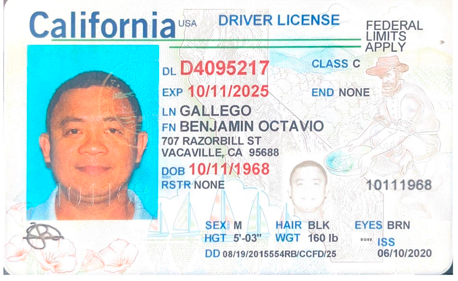 California USA DRIVER LICENSE
FEDERAL
LIMITS
APPLY
DL D4095217 CLASS C
EXP 10/11/2025 END NONE
LN GALLEGO
FN BENJAMIN OCTAVIO
707 RAZORBILL ST
VACAVILLE, CA 95688
DOB 10/11/1968
RSTR NONE 10111968
SEX M HAIR BLK EYES BRN
HGT 5'-03" WGT 160 lb ISS
DD 08/19/2015554RB/CCFD/25 06/10/2020